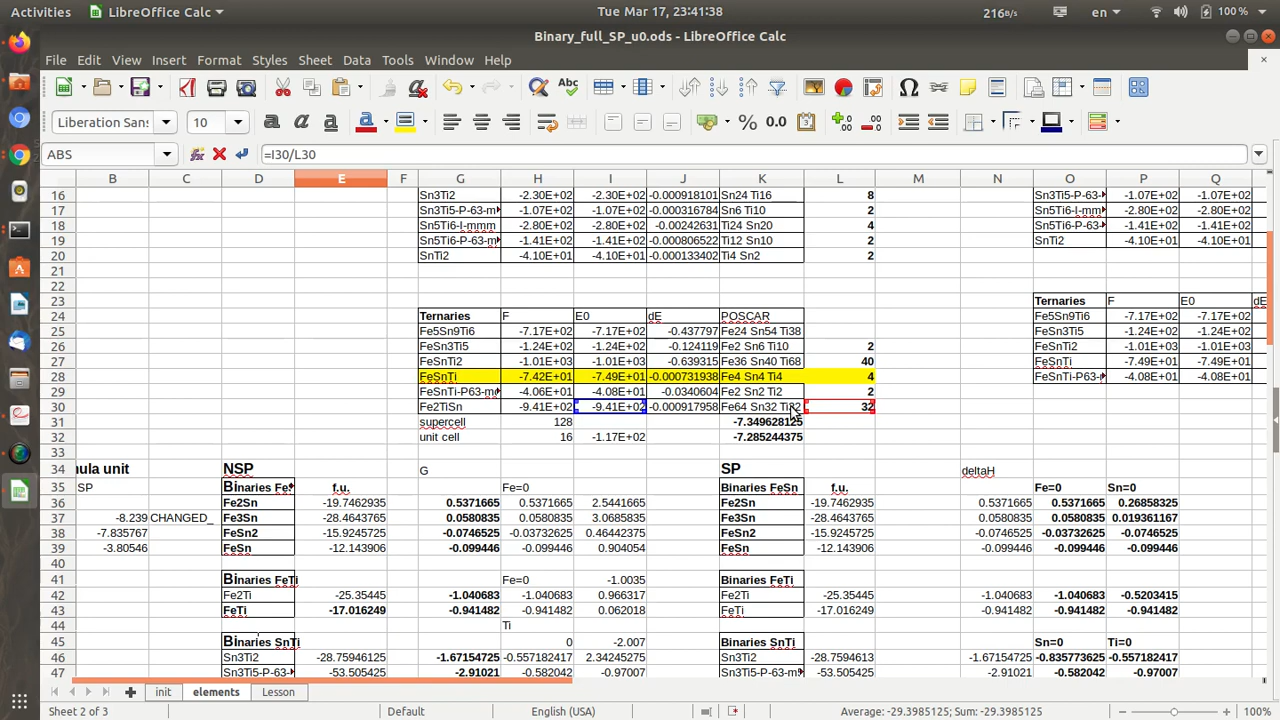 Activities LibreOffice Calc Tue Mar 17, 23:41:38 216B/s en 100 %
Binary_full_SP_u0.ods - LibreOffice Calc
File Edit View Insert Format Styles Sheet Data Tools Window Help
Liberation Sans 10
ABS =I30/L30
B C D E F G H I J K L M N O P Q
16 Sn3Ti2 -2.30E+02 -2.30E+02 -0.000918101 Sn24 Ti16 8 Sn3Ti5-P-63- -1.07E+02 -1.07E+02
17 Sn3Ti5-P-63-m -1.07E+02 -1.07E+02 -0.000316784 Sn6 Ti10 2 Sn5Ti6-I-mmm -2.80E+02 -2.80E+02
18 Sn5Ti6-I-mmm -2.80E+02 -2.80E+02 -0.00242631 Ti24 Sn20 4 Sn5Ti6-P-63- -1.41E+02 -1.41E+02
19 Sn5Ti6-P-63-m -1.41E+02 -1.41E+02 -0.000806522 Ti12 Sn10 2 SnTi2 -4.10E+01 -4.10E+01
20 SnTi2 -4.10E+01 -4.10E+01 -0.000133402 Ti4 Sn2 2
21
22
23 Ternaries F E0 dE
24 Ternaries F E0 dE POSCAR Fe5Sn9Ti6 -7.17E+02 -7.17E+02
25 Fe5Sn9Ti6 -7.17E+02 -7.17E+02 -0.437797 Fe24 Sn54 Ti38 FeSn3Ti5 -1.24E+02 -1.24E+02
26 FeSn3Ti5 -1.24E+02 -1.24E+02 -0.124119 Fe2 Sn6 Ti10 2 FeSnTi2 -1.01E+03 -1.01E+03
27 FeSnTi2 -1.01E+03 -1.01E+03 -0.639315 Fe36 Sn40 Ti68 40 FeSnTi -7.49E+01 -7.49E+01
28 FeSnTi -7.42E+01 -7.49E+01 -0.000731938 Fe4 Sn4 Ti4 4 FeSnTi-P63- -4.08E+01 -4.08E+01
29 FeSnTi-P63-m -4.06E+01 -4.08E+01 -0.0340604 Fe2 Sn2 Ti2 2
30 Fe2TiSn -9.41E+02 -9.41E+02 -0.000917958 Fe64 Sn32 32
31 supercell 128 -7.349628125
32 unit cell 16 -1.17E+02 -7.285244375
33
34 ula unit NSP G SP deltaH
35 SP Binaries Fe f.u. Fe=0 Binaries FeSn f.u. Fe=0 Sn=0
36 Fe2Sn -19.7462935 0.5371665 0.5371665 2.5441665 Fe2Sn -19.7462935 0.5371665 0.5371665 0.26858325
37 -8.239 CHANGED_ Fe3Sn -28.4643765 0.0580835 0.0580835 3.0685835 Fe3Sn -28.4643765 0.0580835 0.0580835 0.019361167
38 -7.835767 FeSn2 -15.9245725 -0.0746525 -0.03732625 0.46442375 FeSn2 -15.9245725 -0.0746525 -0.03732625 -0.0746525
39 -3.80546 FeSn -12.143906 -0.099446 -0.099446 0.904054 FeSn -12.143906 -0.099446 -0.099446 -0.099446
40
41 Binaries FeTi Fe=0 -1.0035 Binaries FeTi
42 Fe2Ti -25.35445 -1.040683 -1.040683 0.966317 Fe2Ti -25.35445 -1.040683 -1.040683 -0.5203415
43 FeTi -17.016249 -0.941482 -0.941482 0.062018 FeTi -17.016249 -0.941482 -0.941482 -0.941482
44 Ti
45 Binaries SnTi 0 -2.007 Binaries SnTi Sn=0 Ti=0
46 Sn3Ti2 -28.75946125 -1.67154725 -0.557182417 2.34245275 Sn3Ti2 -28.7594613 -1.67154725 -0.835773625 -0.557182417
47 Sn3Ti5-P-63- -53.505425 -2.91021 -0.582042 -0.97007 Sn3Ti5-P-63-m -53.505425 -2.91021 -0.582042 -0.97007
init elements Lesson
Sheet 2 of 3 Default English (USA) Average: -29.3985125; Sum: -29.3985125 100%